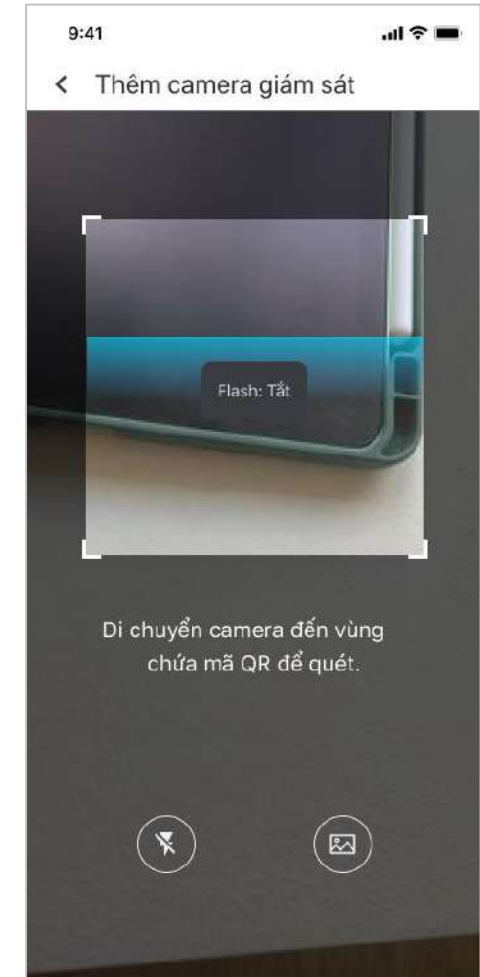 9:41
Thêm camera giám sát
Flash: Tắt
Di chuyển camera đến vùng
chứa mã QR để quét.